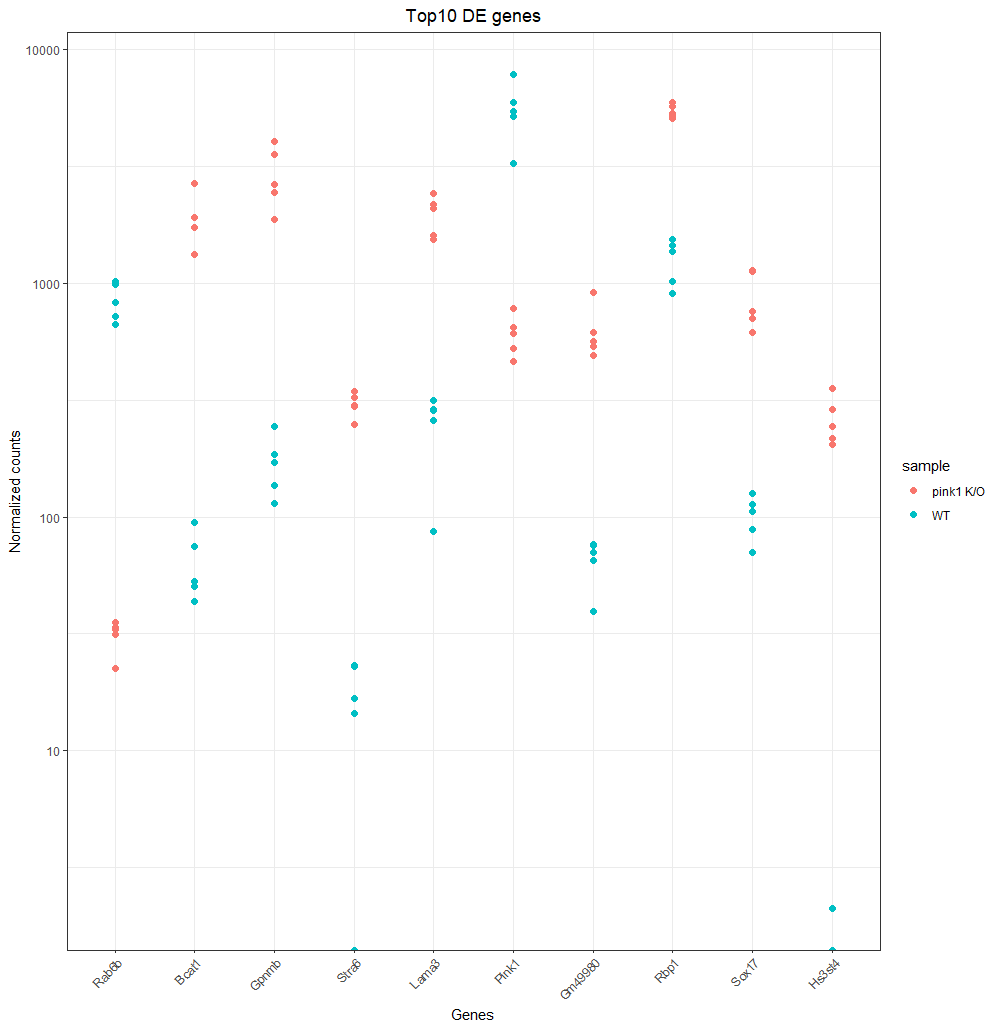 Top10 DE genes
10000
1000
100
10
Normalized counts
Rab6b
Bcat1
Gpnmb
Stra6
Lama3
Pink1
Gm49980
Rbp1
Sox17
Hs3st4
Genes
sample
pink1 K/O
WT